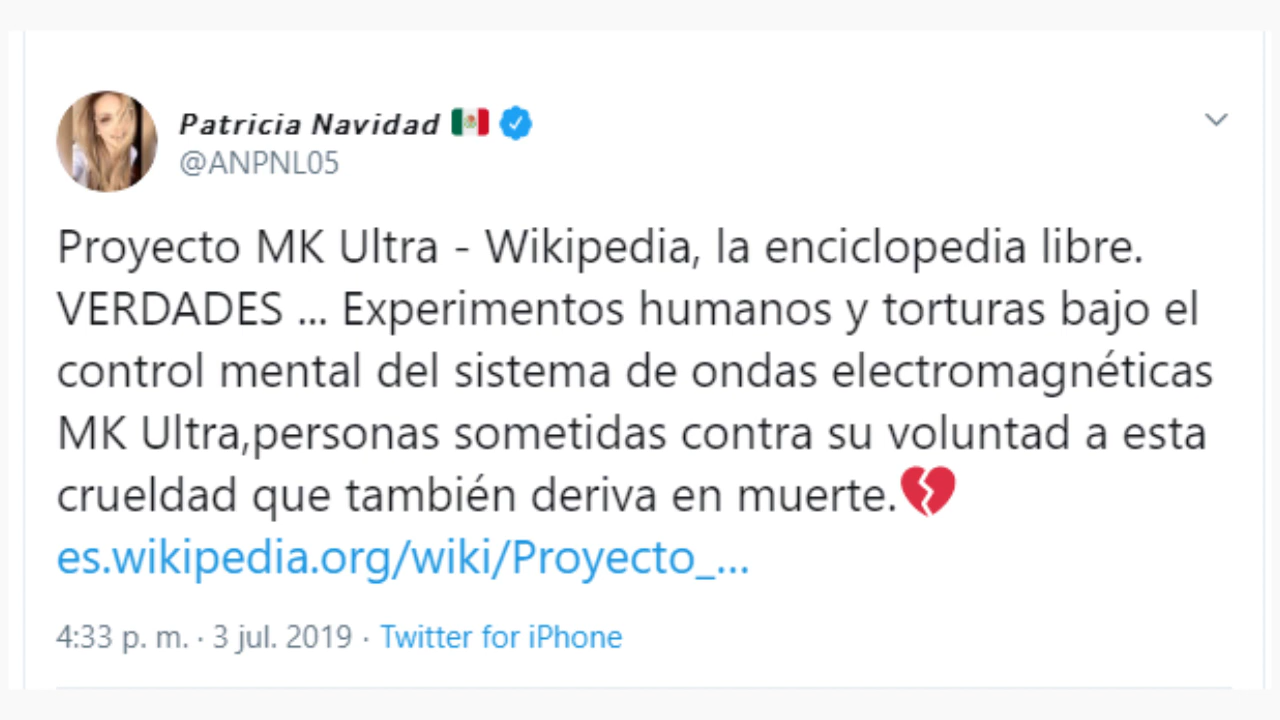 Patricia Navidad 🇲🇽
@ANPNL05
Proyecto MK Ultra - Wikipedia, la enciclopedia libre.
VERDADES ... Experimentos humanos y torturas bajo el
control mental del sistema de ondas electromagnéticas
MK Ultra,personas sometidas contra su voluntad a esta
crueldad que también deriva en muerte.💔
es.wikipedia.org/wiki/Proyecto_...
4:33 p. m. · 3 jul. 2019 · Twitter for iPhone